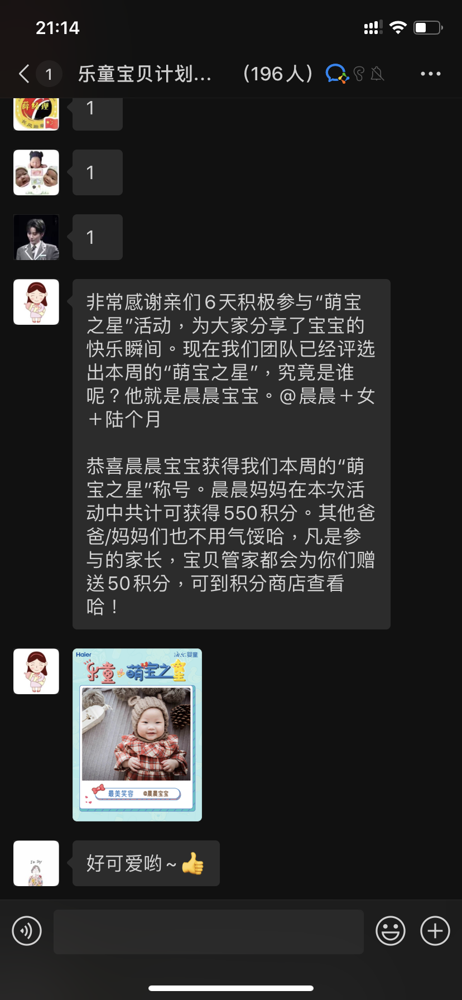 21:14
1
乐童宝贝计划...
(196人)
薛经理
1
1
1
非常感谢亲们6天积极参与“萌宝
之星”活动，为大家分享了宝宝的
快乐瞬间。现在我们团队已经评选
出本周的“萌宝之星”，究竟是谁
呢？他就是晨晨宝宝。@晨晨＋女
＋陆个月
恭喜晨晨宝宝获得我们本周的“萌
宝之星”称号。晨晨妈妈在本次活
动中共计可获得550积分。其他爸
爸/妈妈们也不用气馁哈，凡是参
与的家长，宝贝管家都会为你们赠
送50积分，可到积分商店查看
哈！
Haier
婴童
乐童 萌宝之星
最美笑容 @晨晨宝宝
I'm Shy
好可爱哟~👍